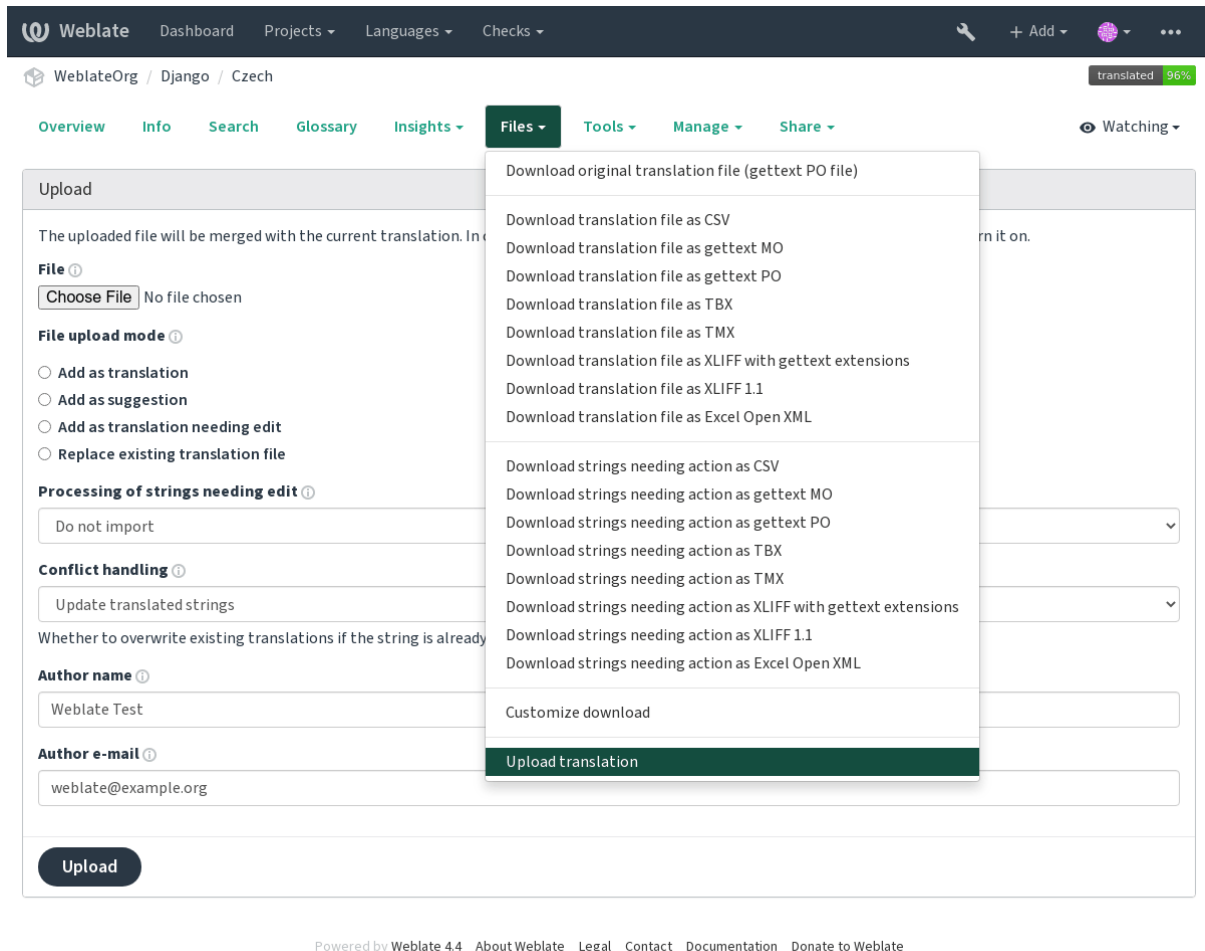 Weblate Dashboard Projects Languages Checks + Add
WeblateOrg / Django / Czech
translated 96%
Overview Info Search Glossary Insights Files Tools Manage Share Watching
Download original translation file (gettext PO file)
Download translation file as CSV
Download translation file as gettext MO
Download translation file as gettext PO
Download translation file as TBX
Download translation file as TMX
Download translation file as XLIFF with gettext extensions
Download translation file as XLIFF 1.1
Download translation file as Excel Open XML
Download strings needing action as CSV
Download strings needing action as gettext MO
Download strings needing action as gettext PO
Download strings needing action as TBX
Download strings needing action as TMX
Download strings needing action as XLIFF with gettext extensions
Download strings needing action as XLIFF 1.1
Download strings needing action as Excel Open XML
Customize download
Upload translation
Upload
The uploaded file will be merged with the current translation. In it on.
File
Choose File No file chosen
File upload mode
Add as translation
Add as suggestion
Add as translation needing edit
Replace existing translation file
Processing of strings needing edit
Do not import
Conflict handling
Update translated strings
Whether to overwrite existing translations if the string is already
Author name
Weblate Test
Author e-mail
weblate@example.org
Upload
Powered by Weblate 4.4 About Weblate Legal Contact Documentation Donate to Weblate